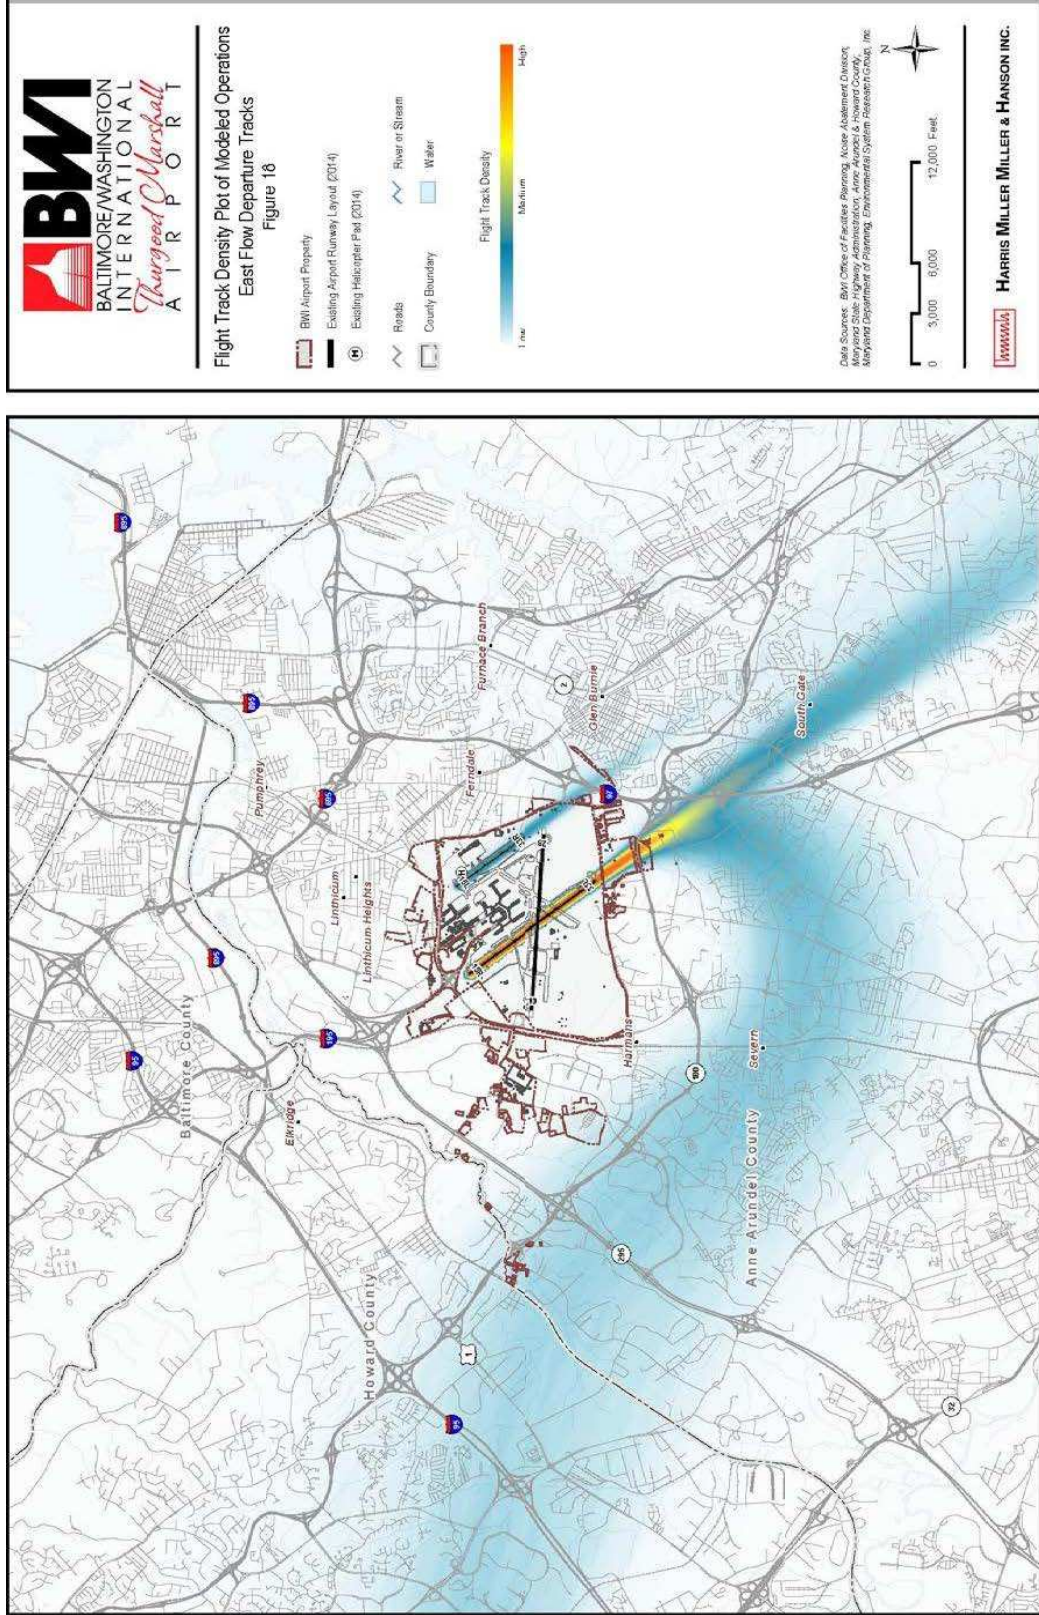 BWI
BALTIMORE/WASHINGTON
INTERNATIONAL
Thurgood Marshall
AIRPORT
Flight Track Density Plot of Modeled Operations
East Flow Departure Tracks
Figure 18
BWI Airport Property
Existing Airport Runway Layout (2014)
H Existing Helicopter Pad (2014)
Roads
River or Stream
County Boundary
Water
Flight Track Density
Low
Medium
High
Data Sources: BWI Office of Facilities Planning, Noise Abatement Division;
Maryland State Highway Administration; Anne Arundel & Howard County;
Maryland Department of Planning; Environmental System Research Group, Inc.
N
0 3,000 6,000 12,000 Feet
HARRIS MILLER MILLER & HANSON INC.
895
95
Baltimore County
895
695
Pumphrey
695
195
Elkridge
Linthicum
Linthicum Heights
Howard County
Ferndale
Furnace Branch
1
95
2
Glen Burnie
97
Harmans
295
Severn
South Gate
Anne Arundel County
32